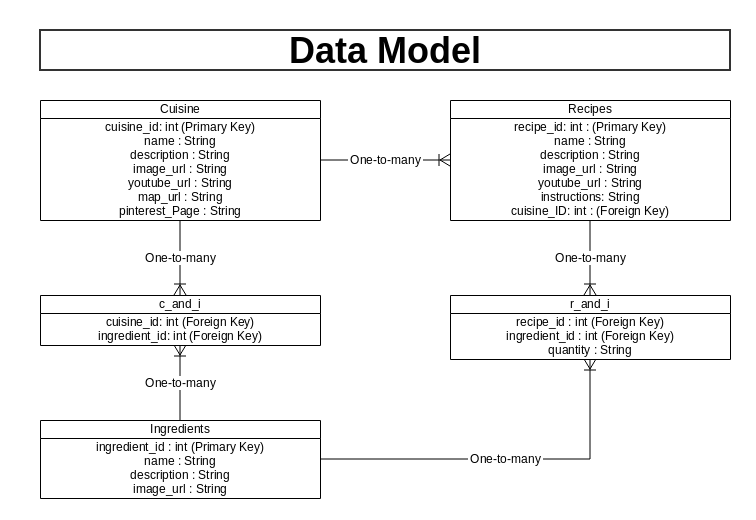 Data Model
Cuisine
cuisine_id: int (Primary Key)
name : String
description : String
image_url : String
youtube_url : String
map_url : String
pinterest_Page : String
One-to-many
Recipes
recipe_id: int : (Primary Key)
name : String
description : String
image_url : String
youtube_url : String
instructions: String
cuisine_ID: int : (Foreign Key)
One-to-many
One-to-many
c_and_i
cuisine_id: int (Foreign Key)
ingredient_id: int (Foreign Key)
r_and_i
recipe_id : int (Foreign Key)
ingredient_id : int (Foreign Key)
quantity : String
One-to-many
Ingredients
ingredient_id : int (Primary Key)
name : String
description : String
image_url : String
One-to-many